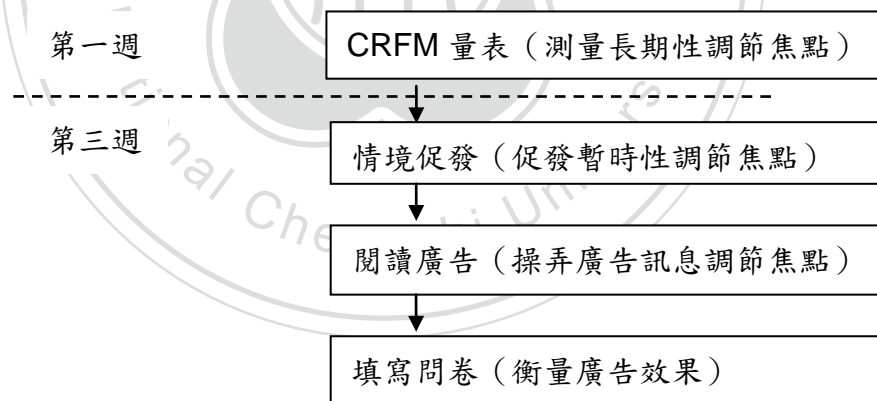 第一週
CRFM 量表（測量長期性調節焦點）
第三週
情境促發（促發暫時性調節焦點）
閱讀廣告（操弄廣告訊息調節焦點）
填寫問卷（衡量廣告效果）